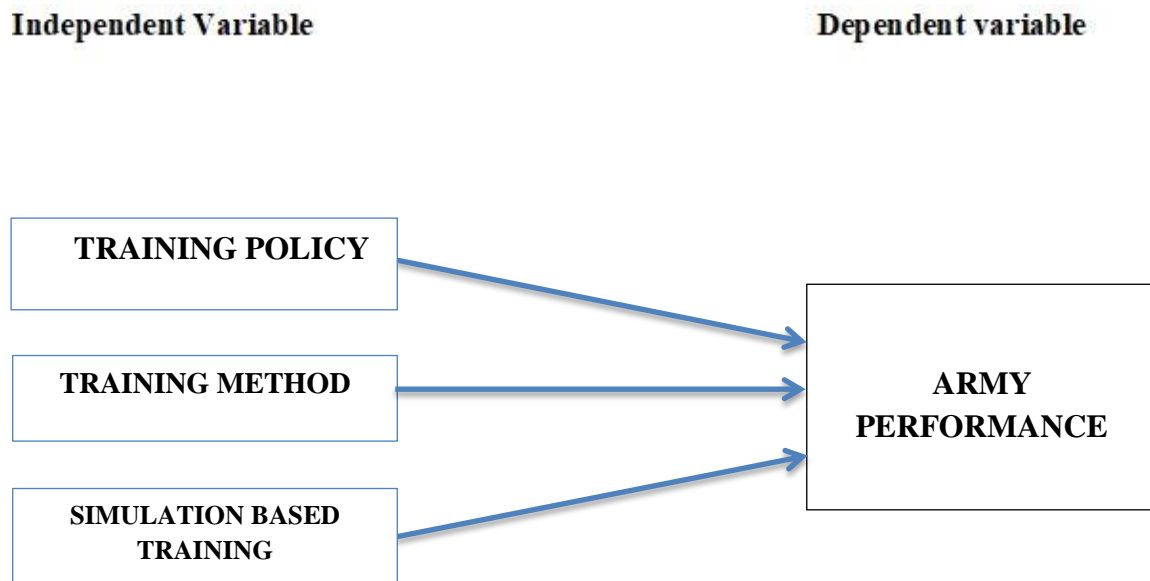 Independent Variable
Dependent variable
TRAINING POLICY
TRAINING METHOD
SIMULATION BASED
TRAINING
ARMY
PERFORMANCE